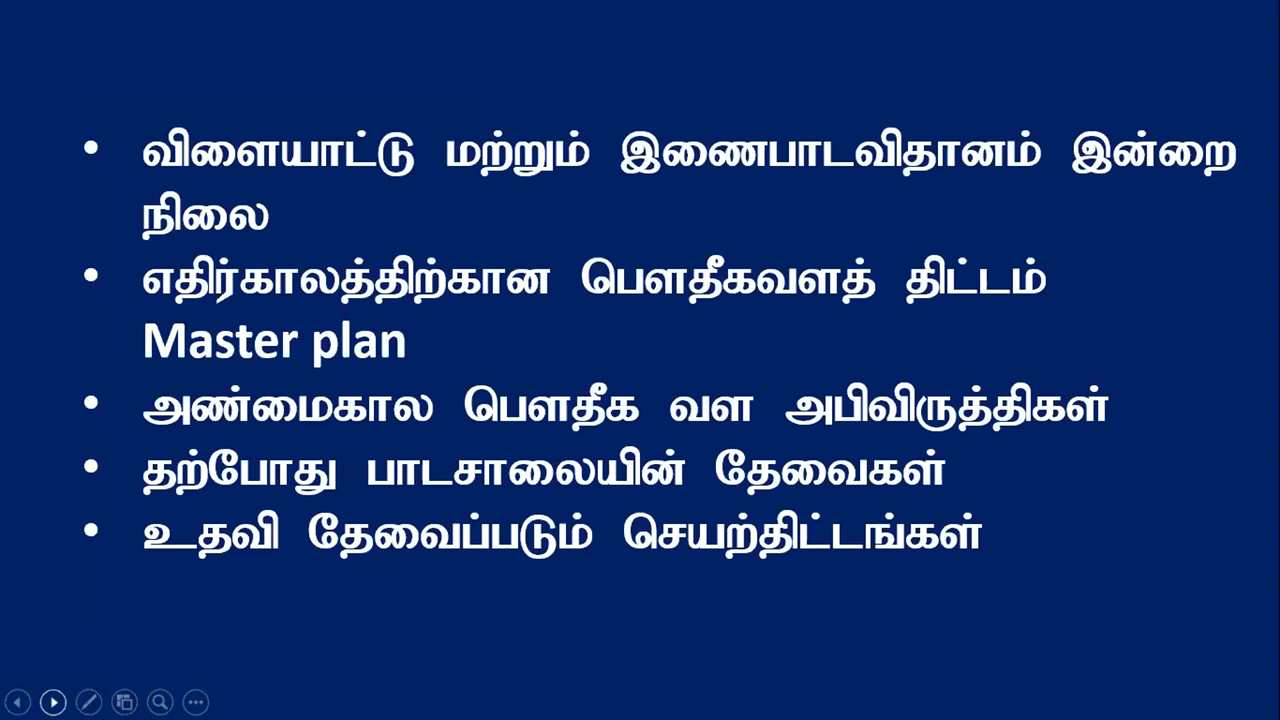 • விளையாட்டு மற்றும் இணைபாடவிதானம் இன்றை
நிலை
• எதிர்காலத்திற்கான பௌதீகவளத் திட்டம்
Master plan
• அண்மைகால பௌதீக வள அபிவிருத்திகள்
• தற்போது பாடசாலையின் தேவைகள்
• உதவி தேவைப்படும் செயற்திட்டங்கள்